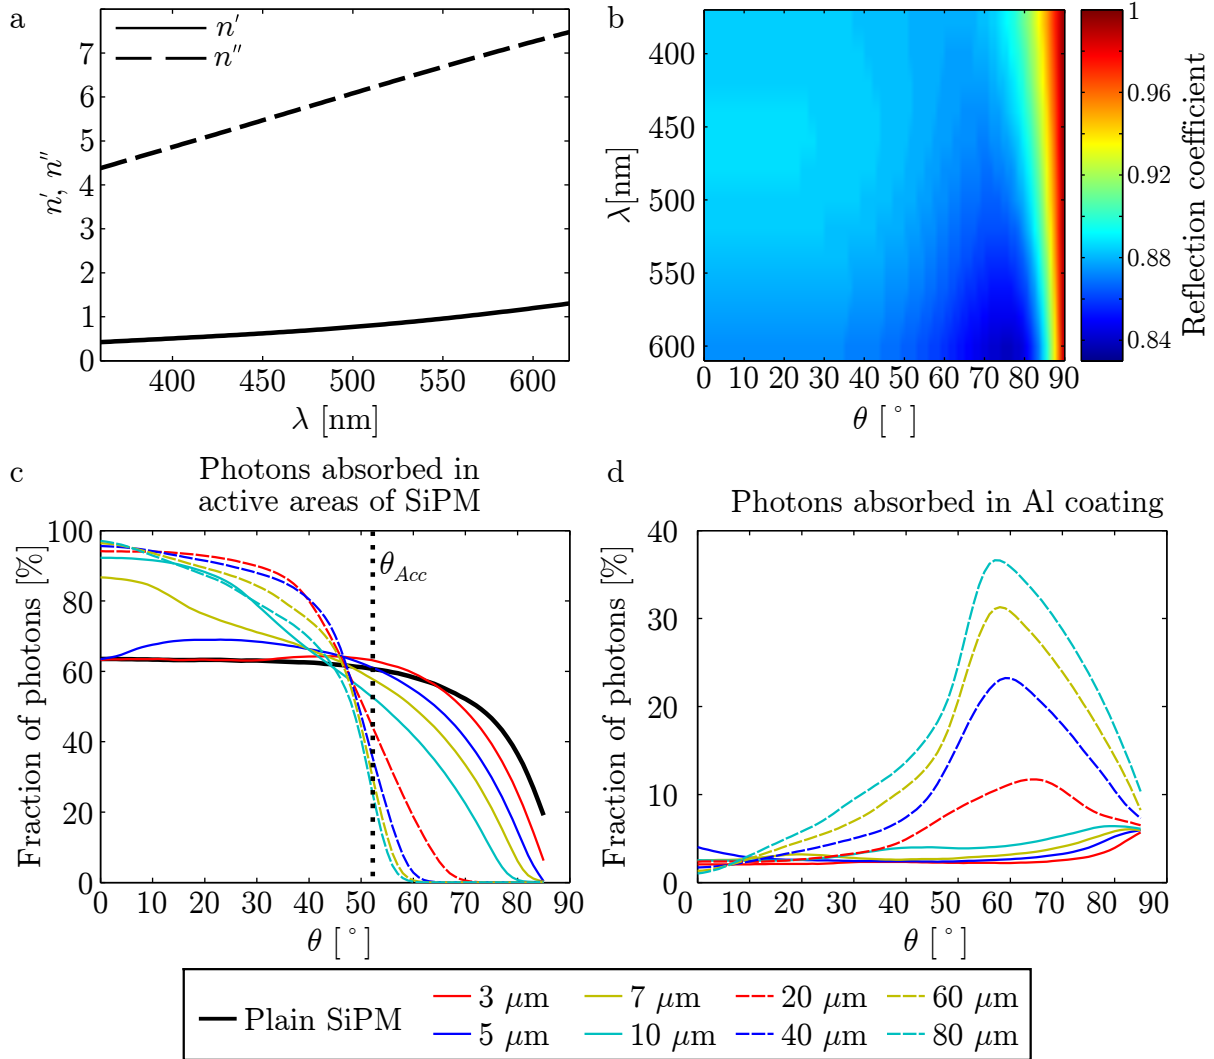 a
n′
n″
n′, n″
7
6
5
4
3
2
1
0
400
450
500
550
600
λ [nm]
b
λ[nm]
400
450
500
550
600
0
10
20
30
40
50
60
70
80
90
θ [ ° ]
1
0.96
0.92
0.88
0.84
Reflection coefficient
c
Photons absorbed in
active areas of SiPM
Fraction of photons [%]
100
80
60
40
20
0
θAcc
0
10
20
30
40
50
60
70
80
90
θ [ ° ]
d
Photons absorbed in Al coating
Fraction of photons [%]
40
30
20
10
0
0
10
20
30
40
50
60
70
80
90
θ [ ° ]
Plain SiPM
3 μm
5 μm
7 μm
10 μm
20 μm
40 μm
60 μm
80 μm